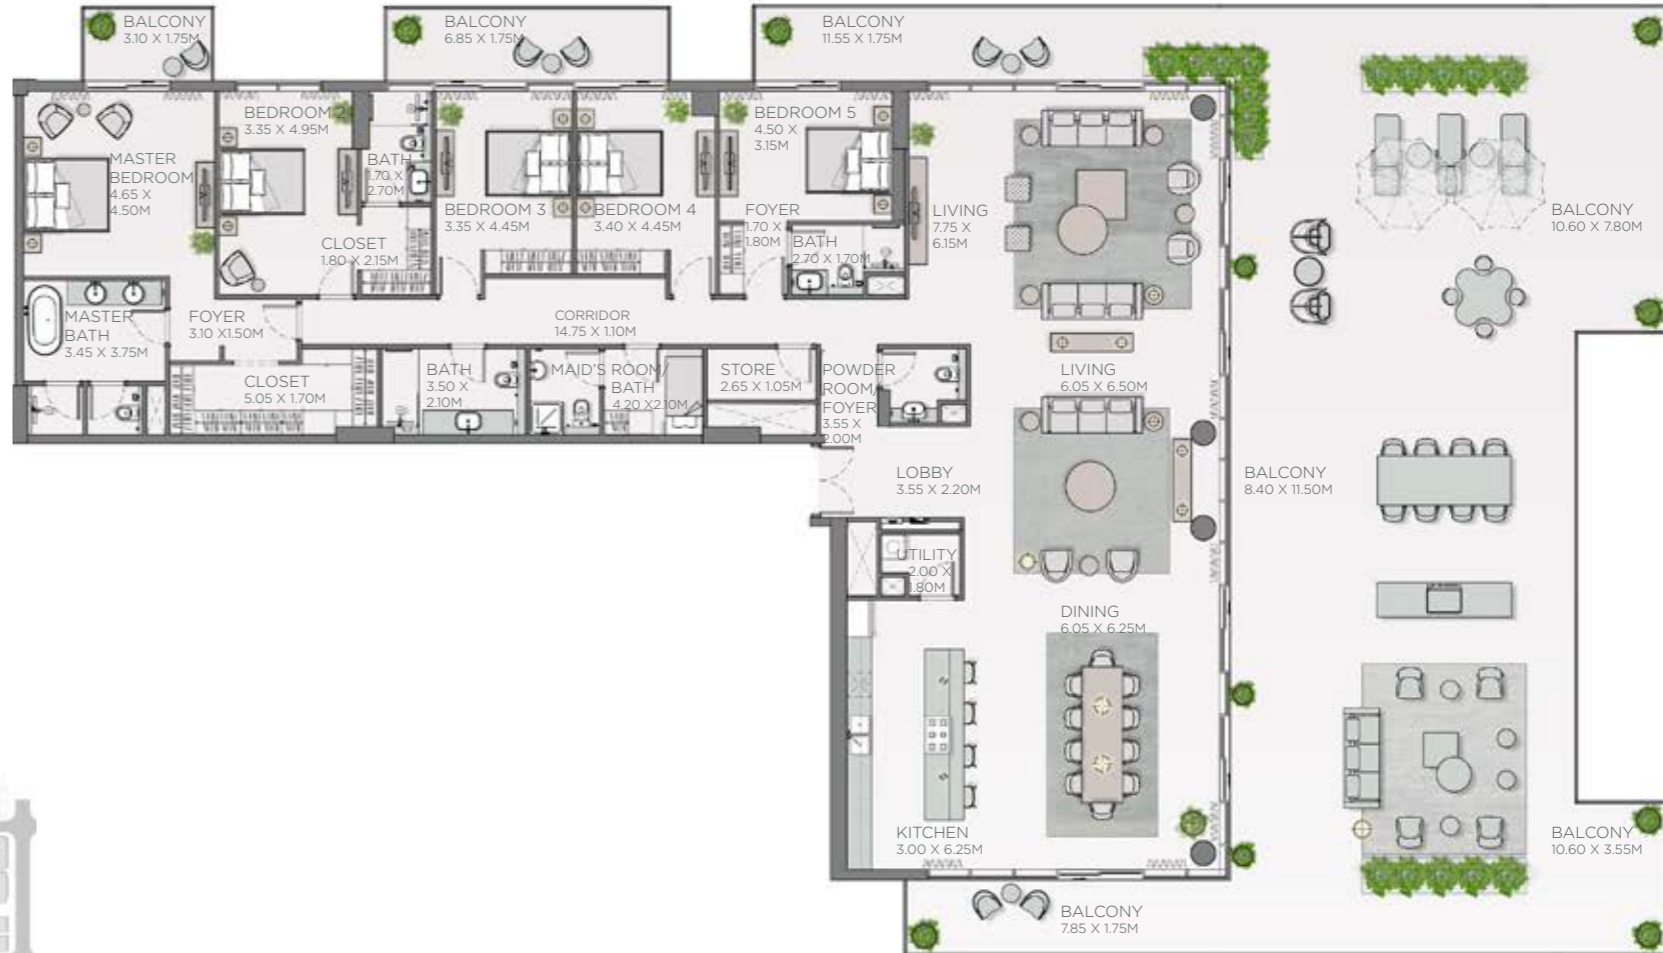 BALCONY
3.10 X 1.75M
BALCONY
6.85 X 1.75M
BALCONY
11.55 X 1.75M
MASTER
BEDROOM
4.65 X
4.50M
BEDROOM 2
3.35 X 4.95M
BATH
1.70 X
2.70M
CLOSET
1.80 X 2.15M
BEDROOM 3
3.35 X 4.45M
BEDROOM 4
3.40 X 4.45M
BEDROOM 5
4.50 X
3.15M
FOYER
1.70 X
1.80M
BATH
2.70 X 1.70M
LIVING
7.75 X
6.15M
BALCONY
10.60 X 7.80M
MASTER
BATH
3.45 X 3.75M
FOYER
3.10 X1.50M
CORRIDOR
14.75 X 1.10M
CLOSET
5.05 X 1.70M
BATH
3.50 X
2.10M
MAID'S ROOM/
BATH
4.20 X2.10M
STORE
2.65 X 1.05M
POWDER
ROOM/
FOYER
3.55 X
2.00M
LIVING
6.05 X 6.50M
LOBBY
3.55 X 2.20M
BALCONY
8.40 X 11.50M
UTILITY
2.00 X
1.80M
DINING
6.05 X 6.25M
KITCHEN
3.00 X 6.25M
BALCONY
10.60 X 3.55M
BALCONY
7.85 X 1.75M